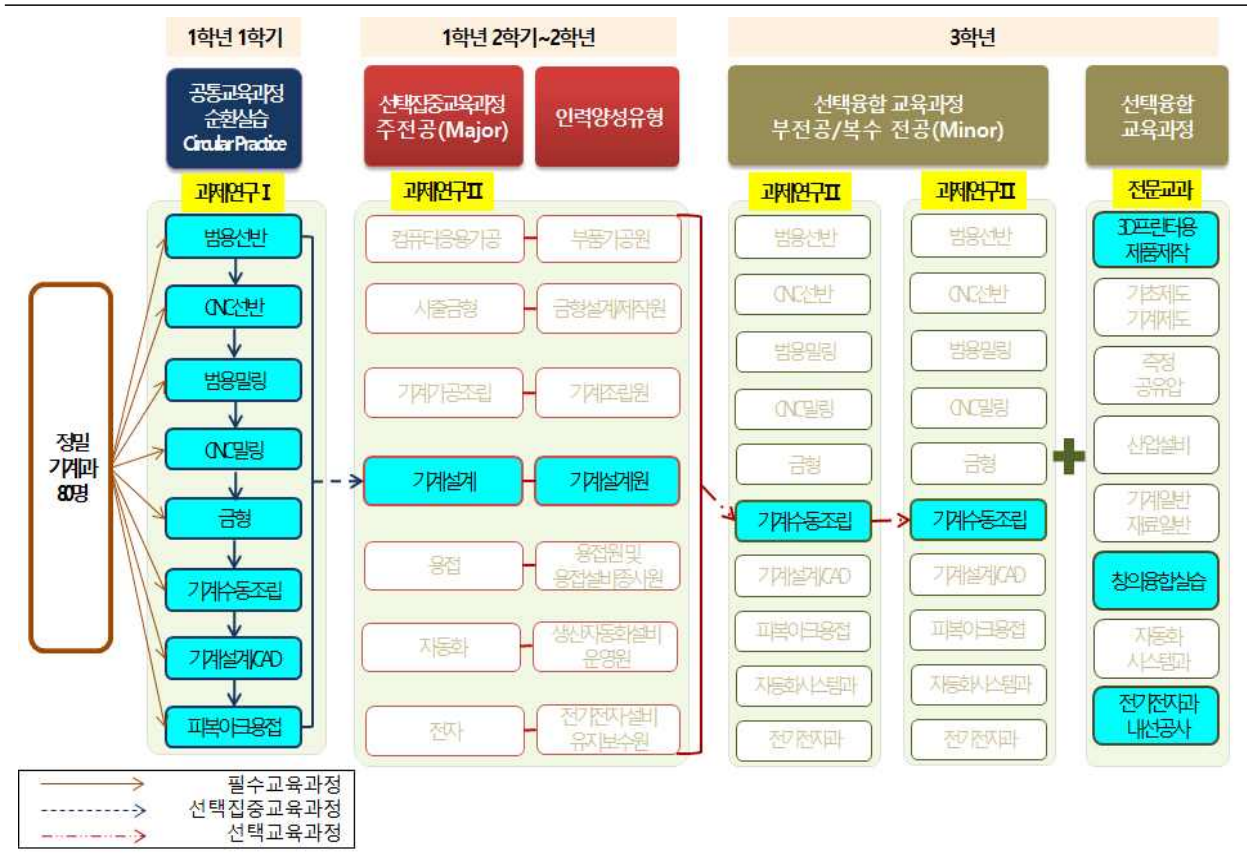 1학년 1학기
1학년 2학기~2학년
3학년
공통교육과정
순환실습
Circular Practice
선택집중교육과정
주전공(Major)
인력양성유형
선택융합 교육과정
부전공/복수 전공(Minor)
선택융합
교육과정
과제연구 I
과제연구II
과제연구II
과제연구II
전문교과
정밀
기계과
80명
범용선반
CNC선반
범용밀링
CNC밀링
금형
기계수동조립
기계설계/CAD
피복아크용접
컴퓨터응용가공
부품가공원
사출금형
금형설계/제작원
기계가공조립
기계조립원
기계설계
기계설계원
용접
용접원 및
용접설비종사원
자동화
생산자동화설비
운영원
전자
전기전자 설비
유지보수원
범용선반
CNC선반
범용밀링
CNC밀링
금형
기계수동조립
기계설계/CAD
피복아크용접
자동화시스템과
전기전자과
범용선반
CNC선반
범용밀링
CNC밀링
금형
기계수동조립
기계설계/CAD
피복아크용접
자동화시스템과
전기전자과
3D프린터용
제품제작
기초제도
기계제도
측정
공유압
산업설비
기계일반
재료일반
창의융합실습
자동화
시스템과
전기전자과
내선공사
필수교육과정
선택집중교육과정
선택교육과정